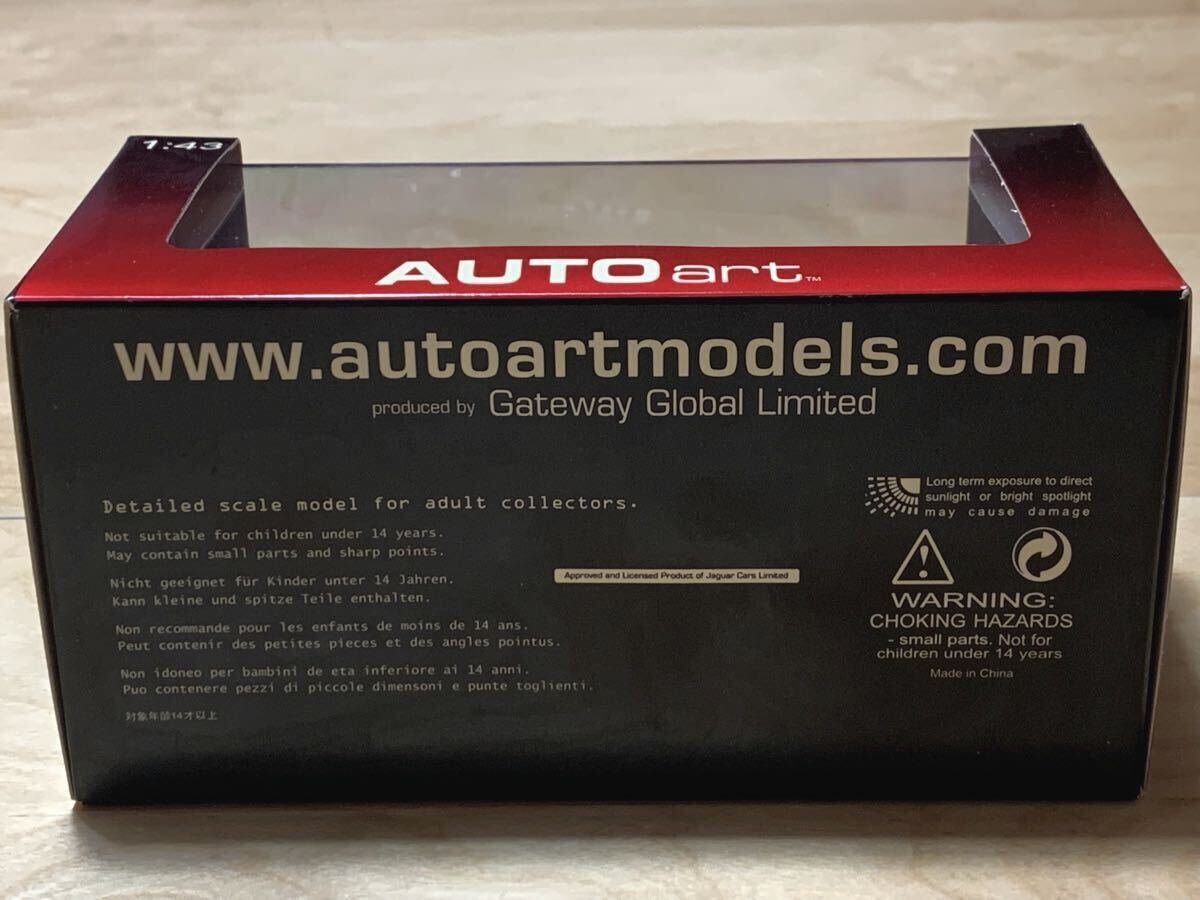 1:43
AUTOart™
www.autoartmodels.com
produced by Gateway Global Limited
Detailed scale model for adult collectors.
Not suitable for children under 14 years.
May contain small parts and sharp points.
Nicht geeignet für Kinder unter 14 Jahren.
Kann kleine und spitze Teile enthalten.
Non recommande pour les enfants de moins de 14 ans.
Peut contenir des petites pieces et des angles pointus.
Non idoneo per bambini de eta inferiore ai 14 anni.
Puo contenere pezzi di piccole dimensoni e punte toglienti.
対象年齢14才以上
Approved and Licensed Product of Jaguar Cars Limited
Long term exposure to direct
sunlight or bright spotlight
may cause damage
WARNING:
CHOKING HAZARDS
- small parts. Not for
children under 14 years
Made in China